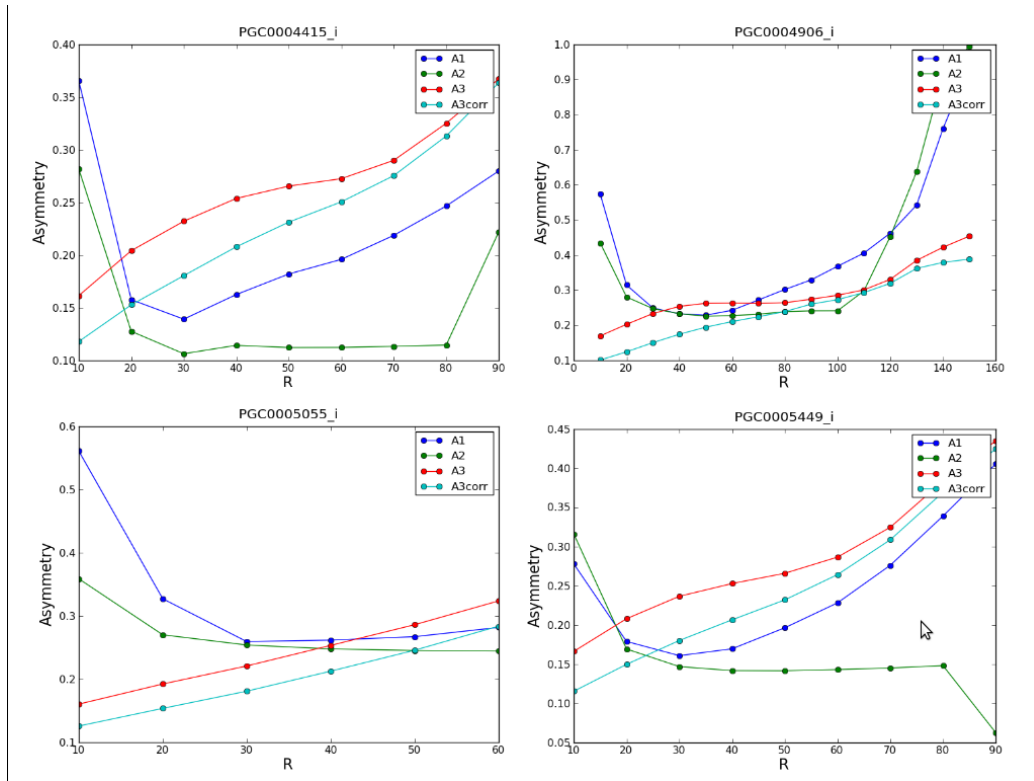 PGC0004415_i
0.40
0.35
0.30
0.25
0.20
0.15
0.10
Asymmetry
10 20 30 40 50 60 70 80 90
R
A1
A2
A3
A3corr
PGC0004906_i
1.0
0.9
0.8
0.7
0.6
0.5
0.4
0.3
0.2
0.1
Asymmetry
0 20 40 60 80 100 120 140 160
R
A1
A2
A3
A3corr
PGC0005055_i
0.6
0.5
0.4
0.3
0.2
0.1
Asymmetry
10 20 30 40 50 60
R
A1
A2
A3
A3corr
PGC0005449_i
0.45
0.40
0.35
0.30
0.25
0.20
0.15
0.10
0.05
Asymmetry
10 20 30 40 50 60 70 80 90
R
A1
A2
A3
A3corr